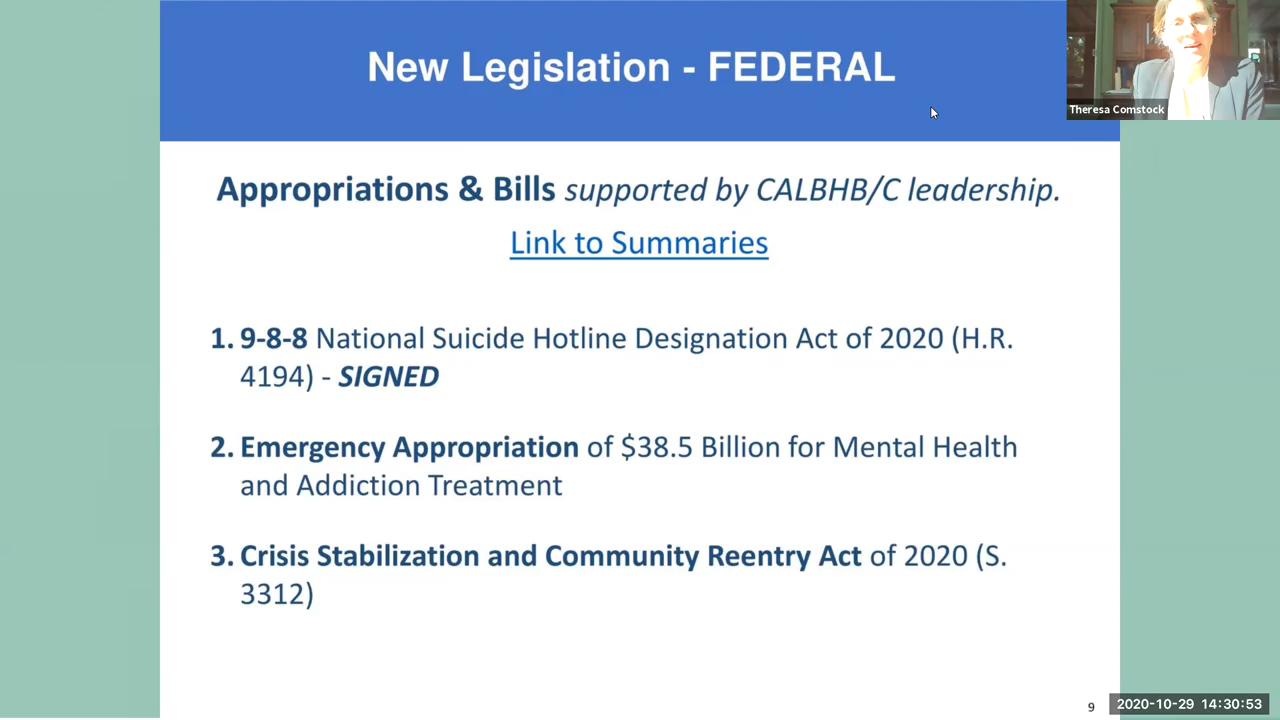 New Legislation - FEDERAL
Theresa Comstock
Appropriations & Bills supported by CALBHB/C leadership.
Link to Summaries
1. 9-8-8 National Suicide Hotline Designation Act of 2020 (H.R.
4194) - SIGNED
2. Emergency Appropriation of $38.5 Billion for Mental Health
and Addiction Treatment
3. Crisis Stabilization and Community Reentry Act of 2020 (S.
3312)
9
2020-10-29 14:30:53